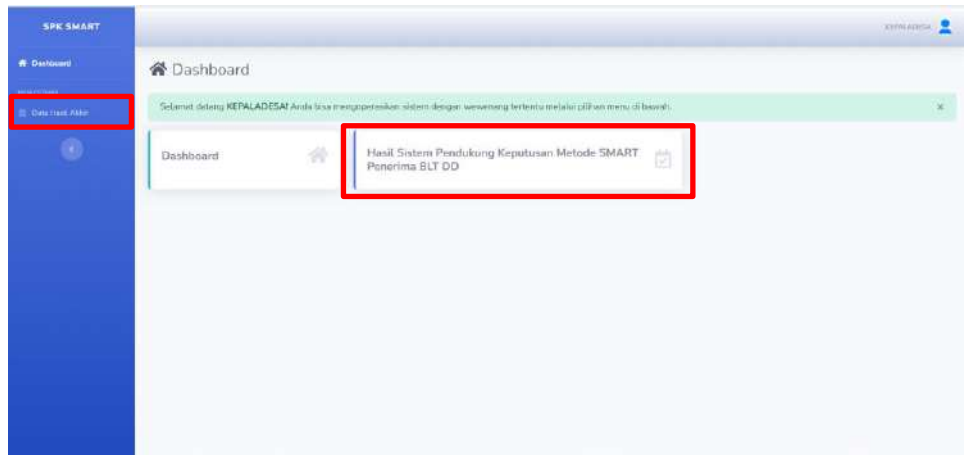 SPK SMART
KEPALADESA
Dashboard
Dashboard
Selamat datang KEPALADESA! Anda bisa mengoperasikan sistem dengan wewenang tertentu melalui pilihan menu di bawah.
Data Hasil Akhir
Dashboard
Hasil Sistem Pendukung Keputusan Metode SMART
Penerima BLT DD